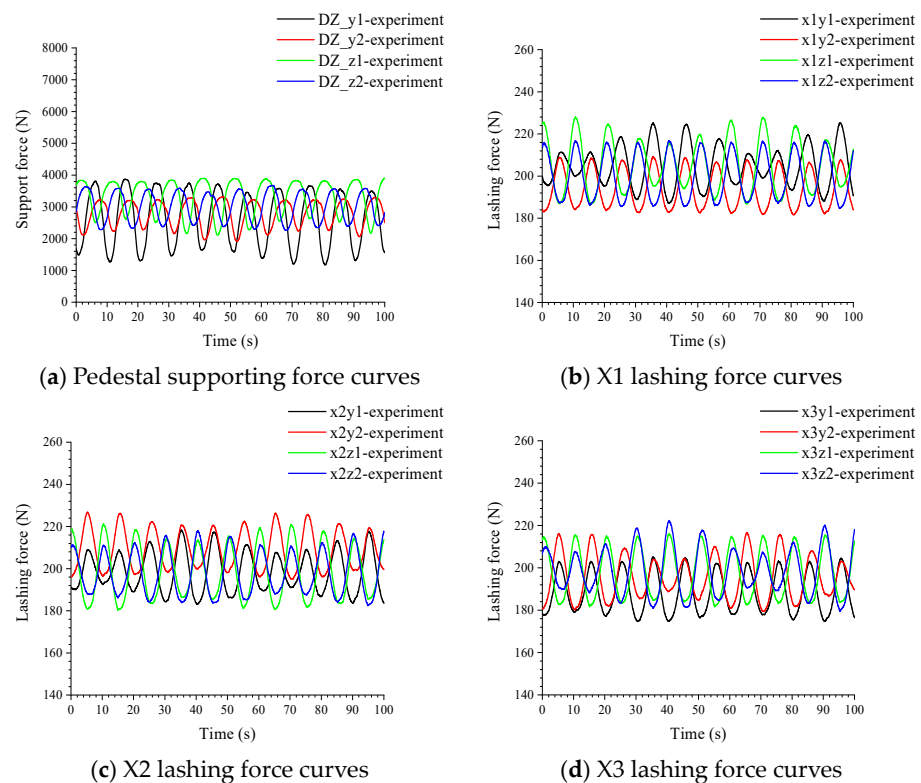 DZ_y1-experiment
DZ_y2-experiment
DZ_z1-experiment
DZ_z2-experiment
8000
7000
6000
5000
4000
3000
2000
1000
0
Support force (N)
0 10 20 30 40 50 60 70 80 90 100
Time (s)
(a) Pedestal supporting force curves
x1y1-experiment
x1y2-experiment
x1z1-experiment
x1z2-experiment
260
240
220
200
180
160
140
Lashing force (N)
0 10 20 30 40 50 60 70 80 90 100
Time (s)
(b) X1 lashing force curves
x2y1-experiment
x2y2-experiment
x2z1-experiment
x2z2-experiment
260
240
220
200
180
160
140
Lashing force (N)
0 10 20 30 40 50 60 70 80 90 100
Time (s)
(c) X2 lashing force curves
x3y1-experiment
x3y2-experiment
x3z1-experiment
x3z2-experiment
260
240
220
200
180
160
140
Lashing force (N)
0 10 20 30 40 50 60 70 80 90 100
Time (s)
(d) X3 lashing force curves